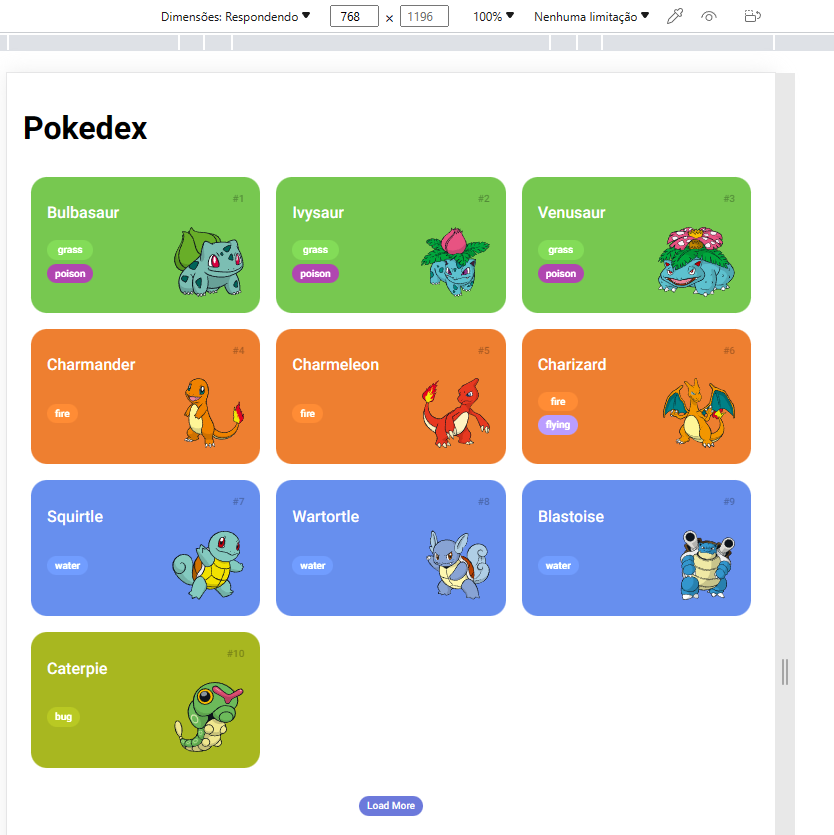 Dimensões: Respondendo 768 × 1196 100% Nenhuma limitação
Pokedex
#1
Bulbasaur
grass
poison
#2
Ivysaur
grass
poison
#3
Venusaur
grass
poison
#4
Charmander
fire
#5
Charmeleon
fire
#6
Charizard
fire
flying
#7
Squirtle
water
#8
Wartortle
water
#9
Blastoise
water
#10
Caterpie
bug
Load More